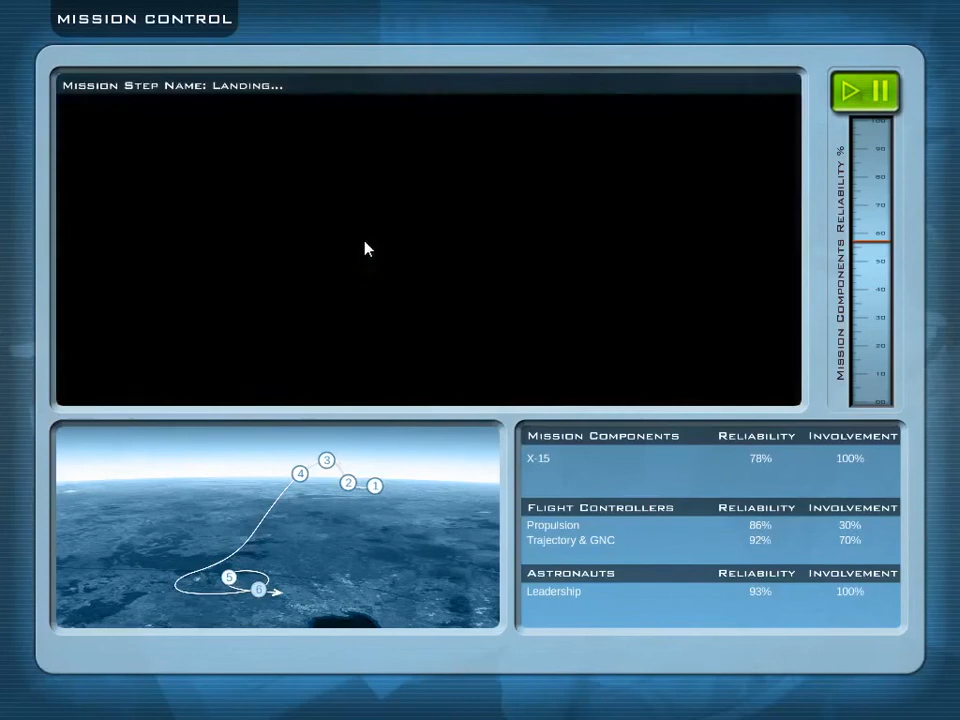 MISSION CONTROL
MISSION STEP NAME: LANDING...
100
90
80
70
60
50
40
30
20
10
00
MISSION COMPONENTS RELIABILITY %
1
2
3
4
5
6
MISSION COMPONENTS RELIABILITY INVOLVEMENT
X-15 78% 100%
FLIGHT CONTROLLERS RELIABILITY INVOLVEMENT
Propulsion 86% 30%
Trajectory & GNC 92% 70%
ASTRONAUTS RELIABILITY INVOLVEMENT
Leadership 93% 100%